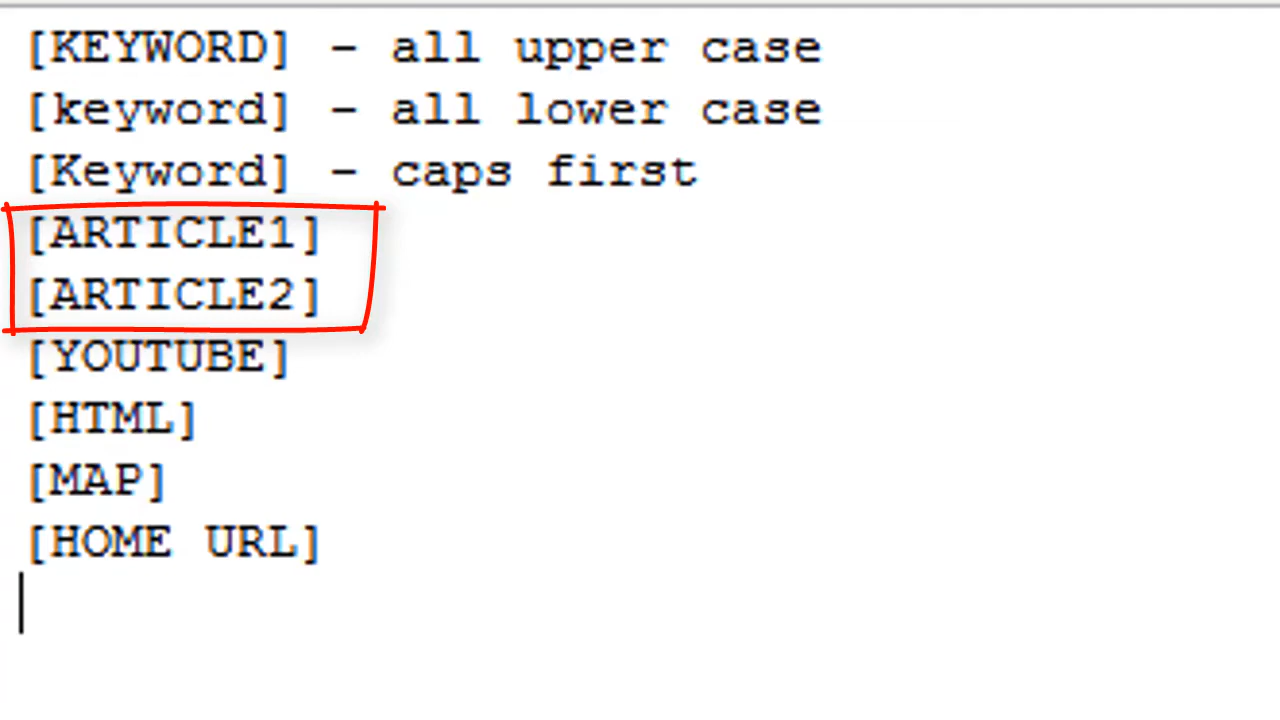 [KEYWORD] - all upper case
[keyword] - all lower case
[Keyword] - caps first
[ARTICLE1]
[ARTICLE2]
[YOUTUBE]
[HTML]
[MAP]
[HOME URL]